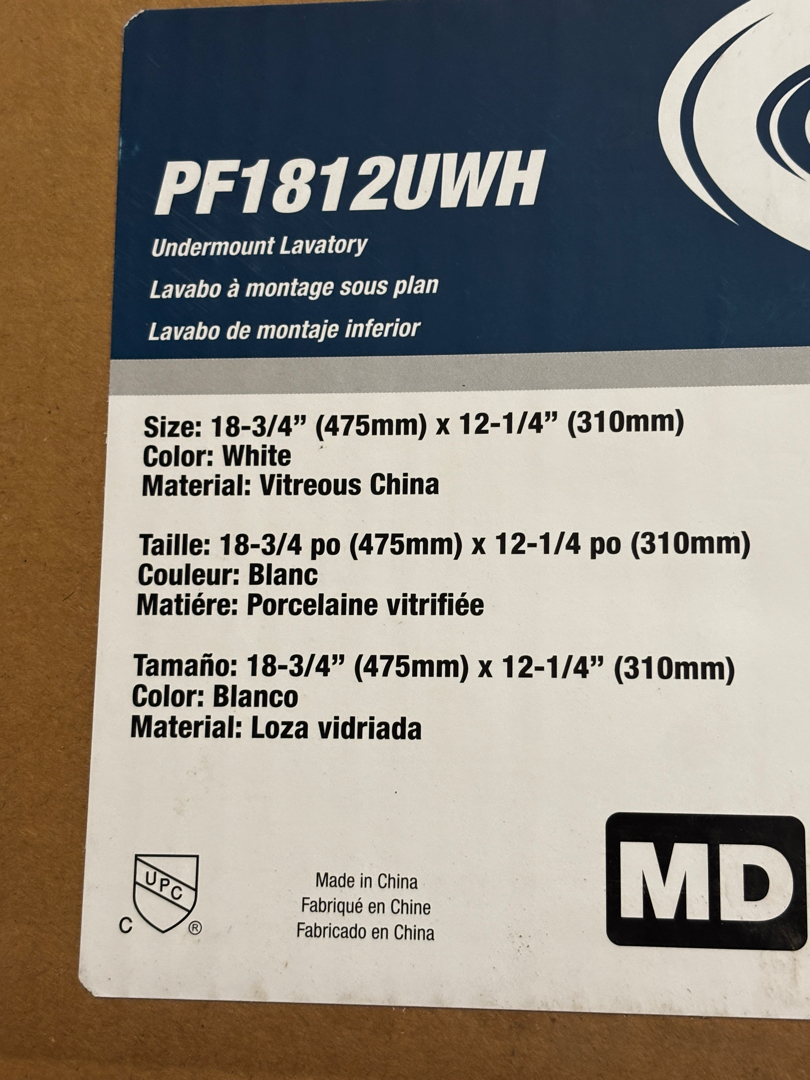 PF1812UWH
Undermount Lavatory
Lavabo à montage sous plan
Lavabo de montaje inferior
Size: 18-3/4” (475mm) x 12-1/4” (310mm)
Color: White
Material: Vitreous China
Taille: 18-3/4 po (475mm) x 12-1/4 po (310mm)
Couleur: Blanc
Matiére: Porcelaine vitrifiée
Tamaño: 18-3/4” (475mm) x 12-1/4” (310mm)
Color: Blanco
Material: Loza vidriada
UPC
C ®
Made in China
Fabriqué en Chine
Fabricado en China
MD